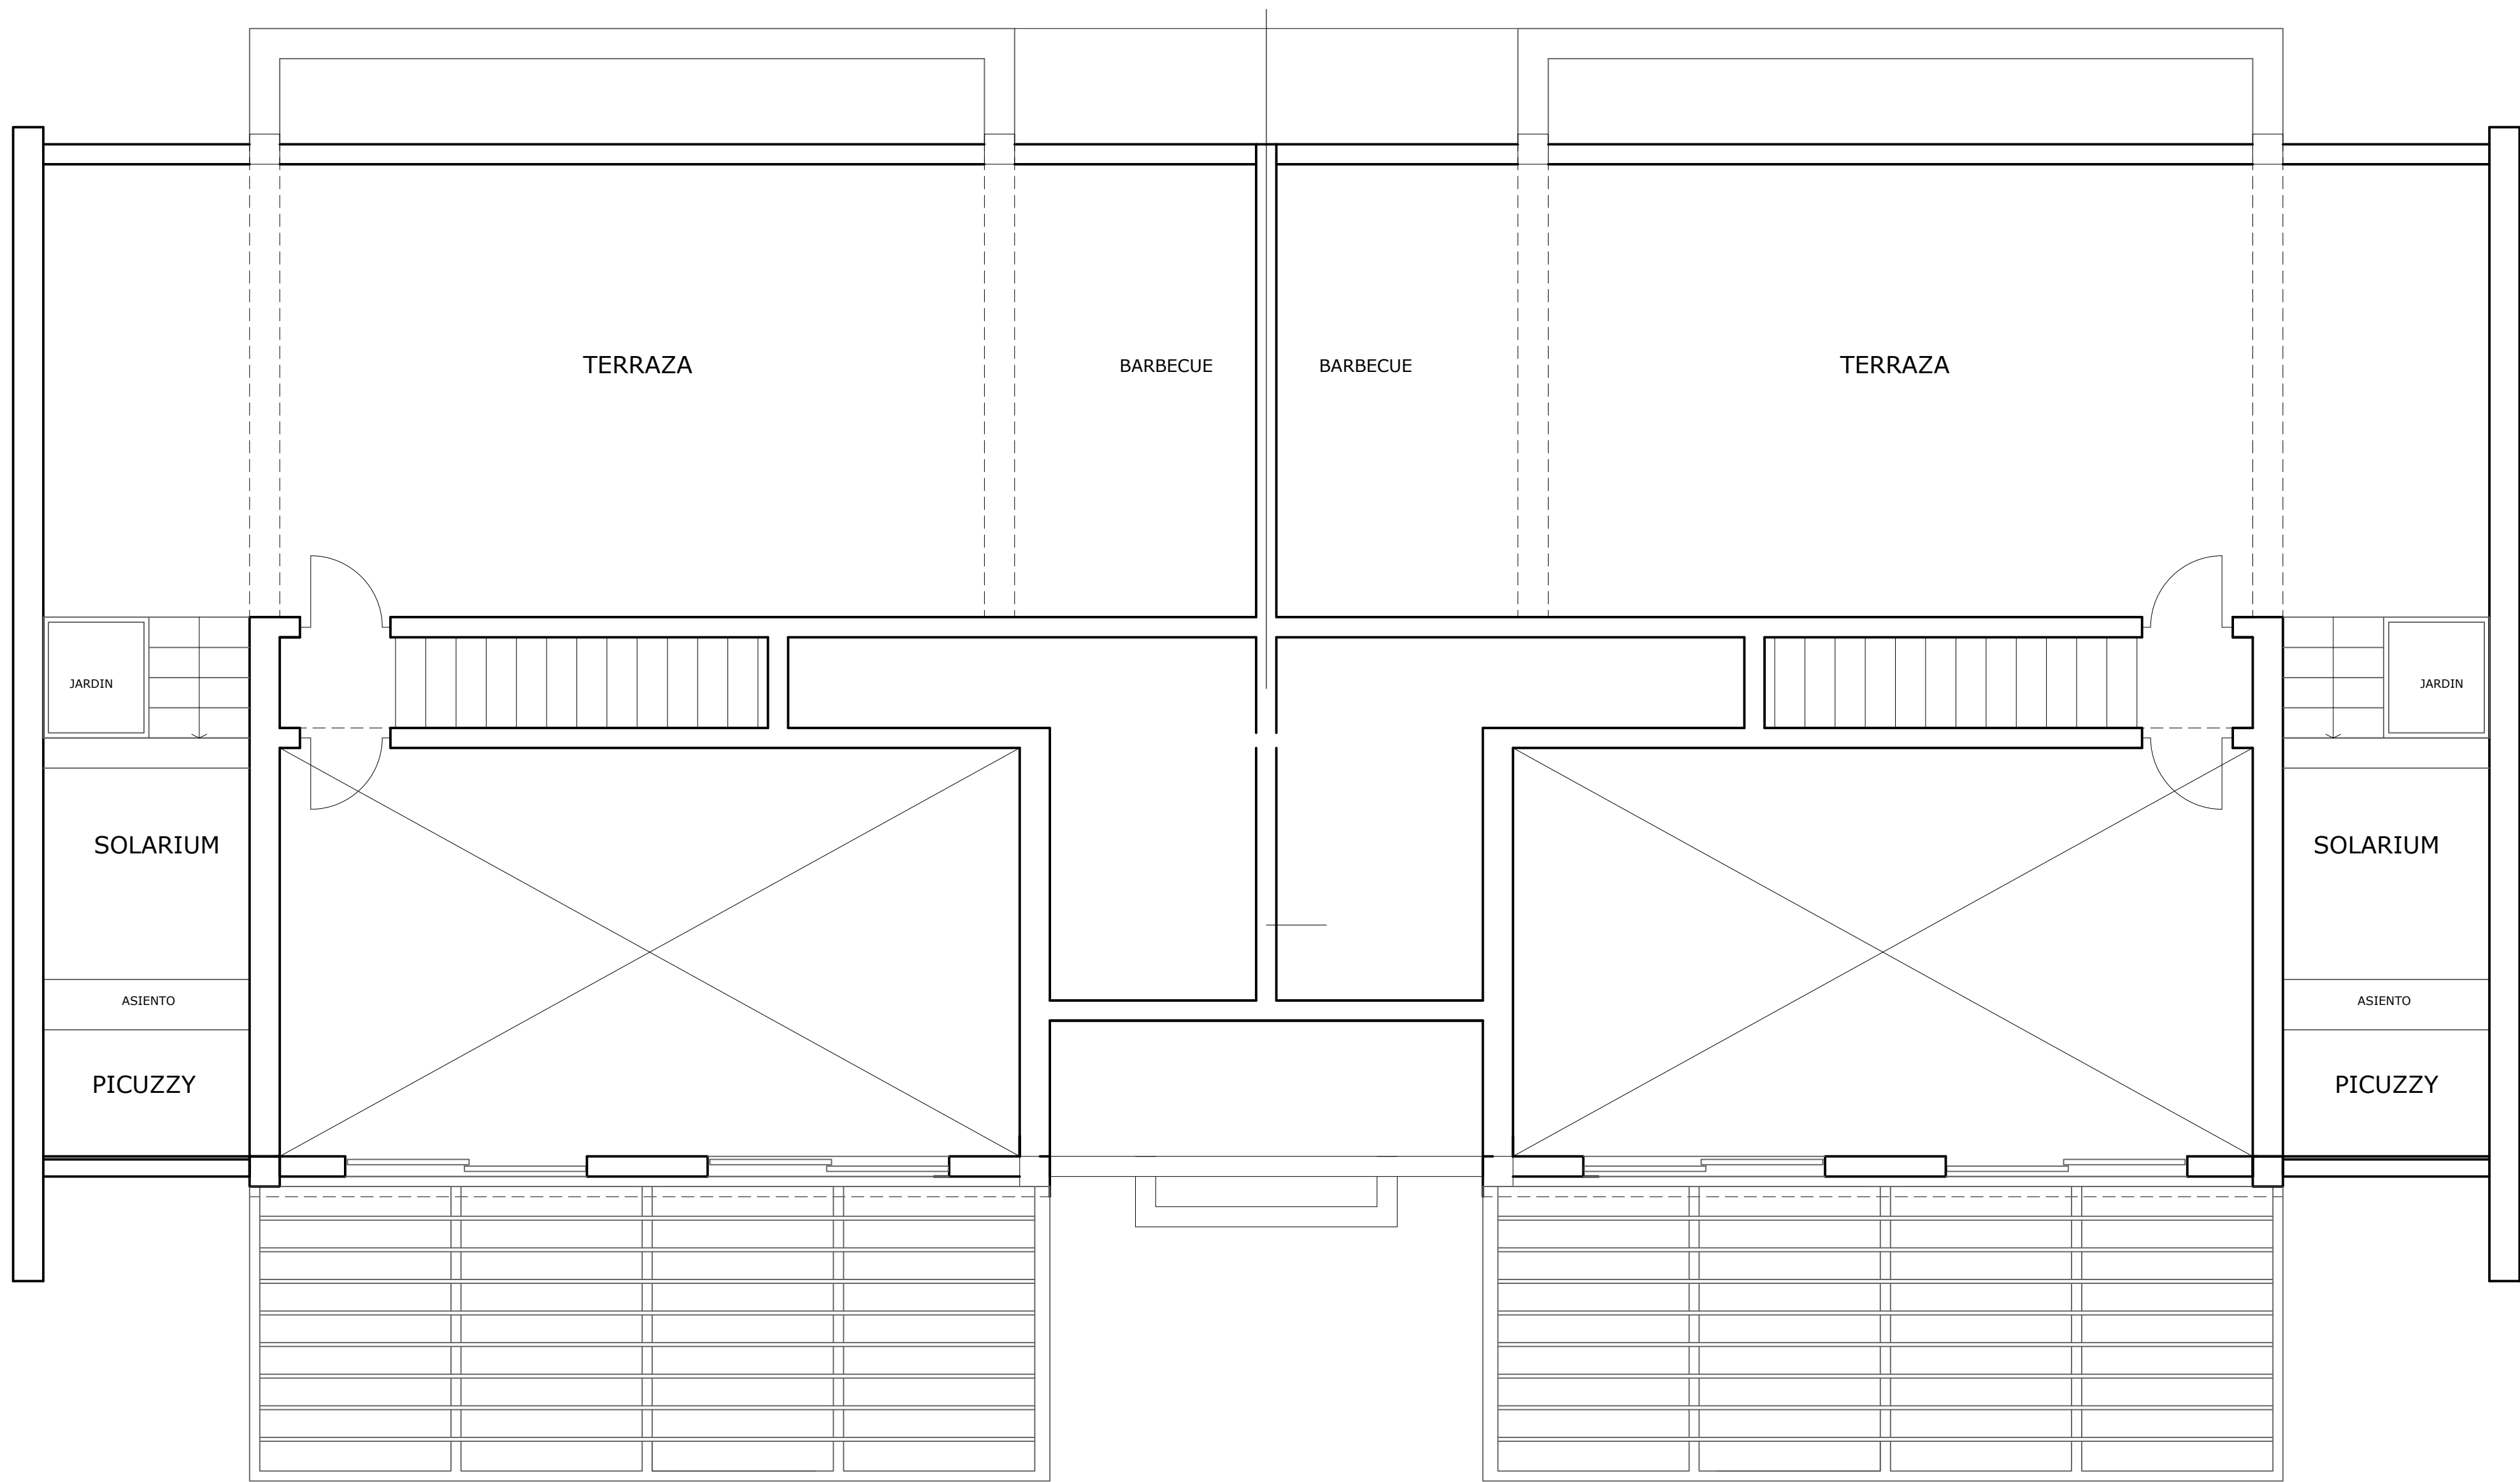 TERRAZA
BARBECUE
BARBECUE
TERRAZA
JARDIN
JARDIN
SOLARIUM
SOLARIUM
ASIENTO
ASIENTO
PICUZZY
PICUZZY